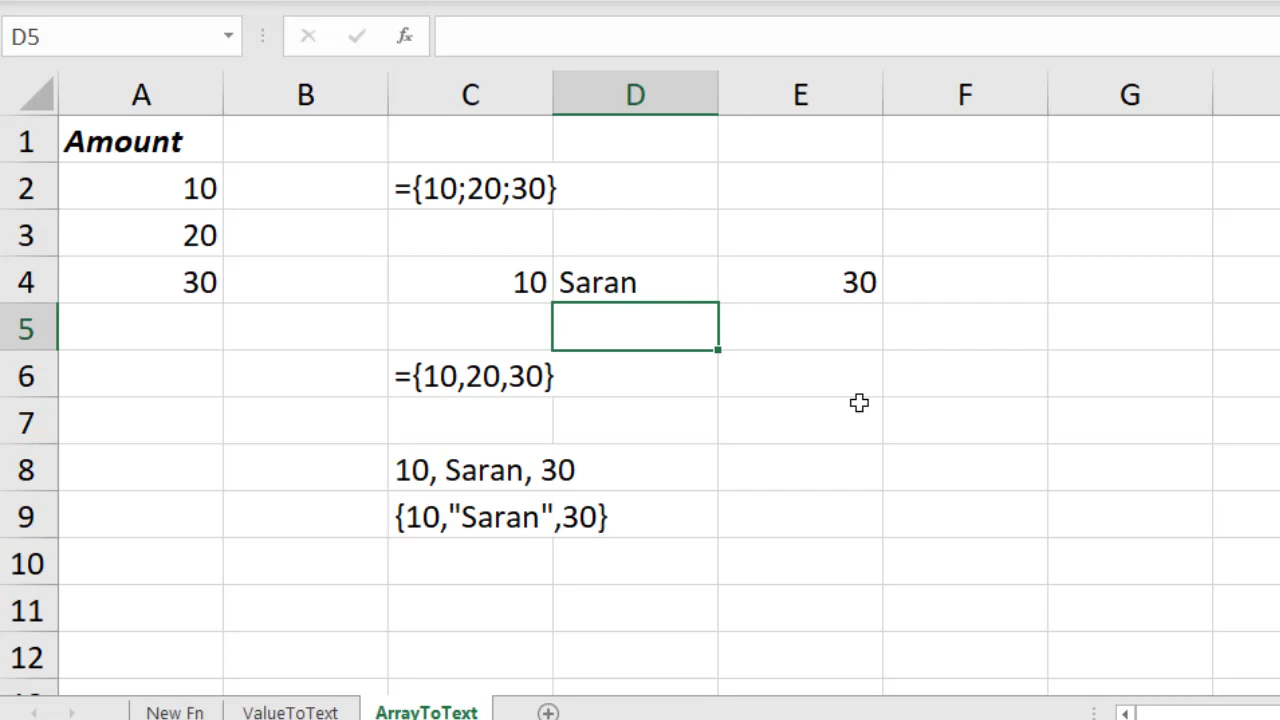 D5 fx
A B C D E F G
1 Amount
2 10 ={10;20;30}
3 20
4 30 10 Saran 30
5
6 ={10,20,30}
7
8 10, Saran, 30
9 {10,"Saran",30}
10
11
12
New Fn ValueToText ArrayToText